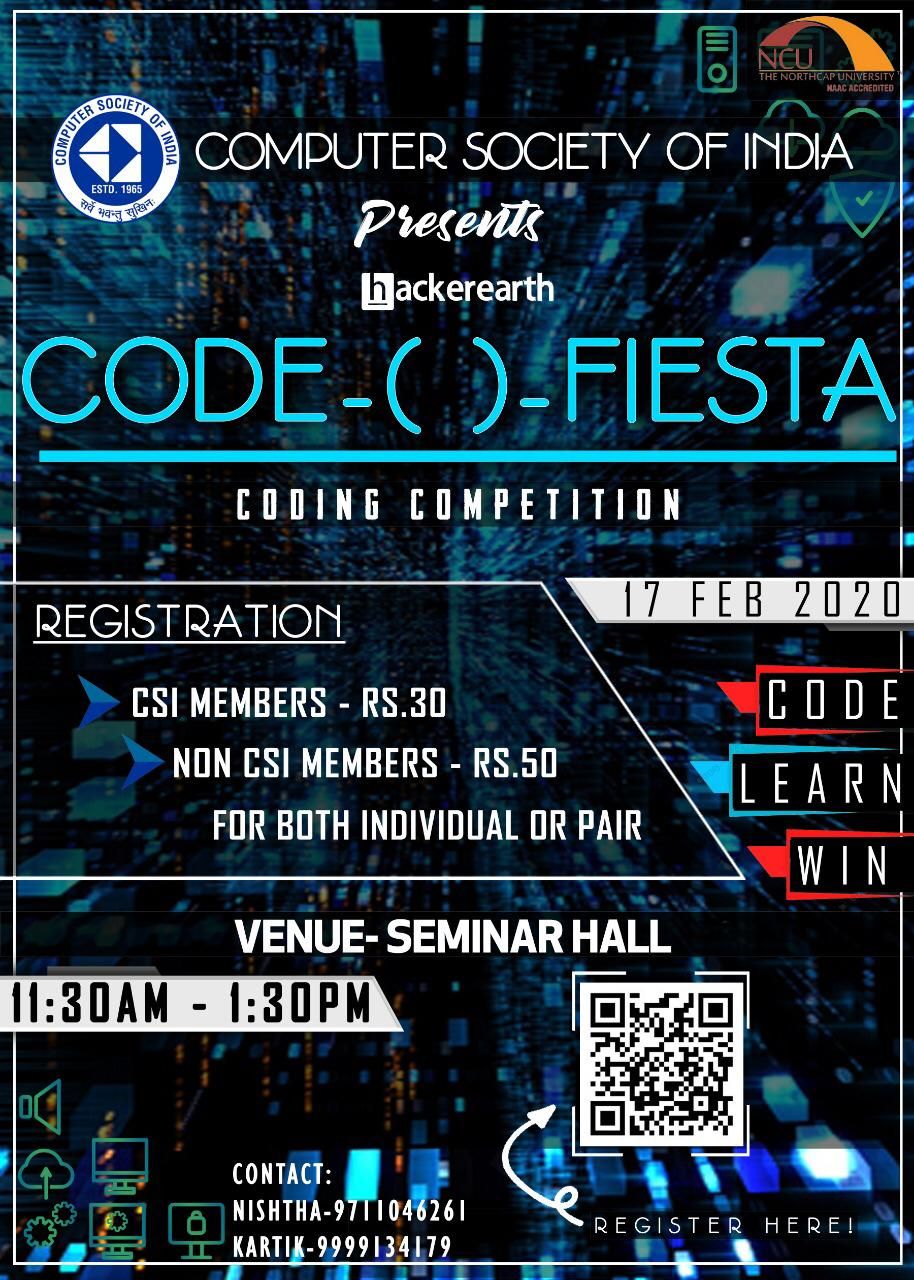 NCU
THE NORTHCAP UNIVERSITY
NAAC ACCREDITED
COMPUTER SOCIETY OF INDIA
ESTD. 1965
सर्वे भवन्तु सुखिनः
COMPUTER SOCIETY OF INDIA
Presents
hackerearth
CODE-( )-FIESTA
CODING COMPETITION
17 FEB 2020
REGISTRATION
CSI MEMBERS - RS.30
NON CSI MEMBERS - RS.50
FOR BOTH INDIVIDUAL OR PAIR
CODE
LEARN
WIN
VENUE- SEMINAR HALL
11:30AM - 1:30PM
CONTACT:
NISHTHA-9711046261
KARTIK-9999134179
REGISTER HERE!